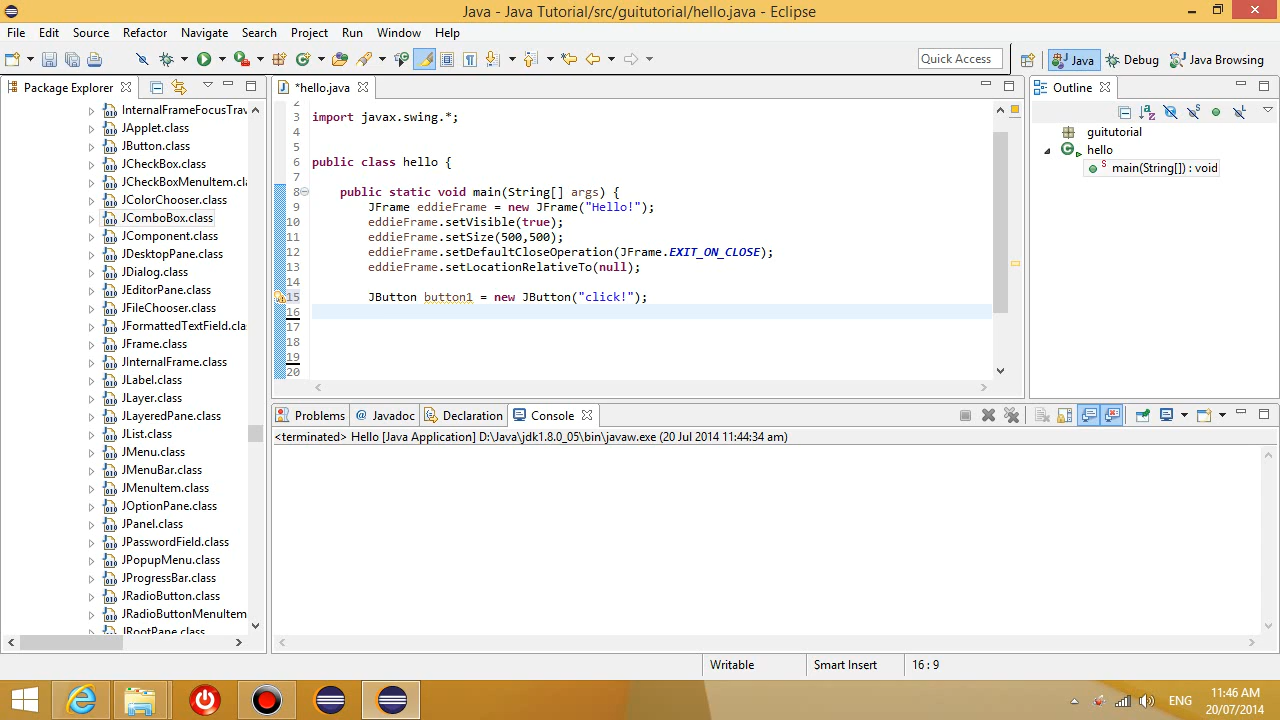 Java - Java Tutorial/src/guitutorial/hello.java - Eclipse
File Edit Source Refactor Navigate Search Project Run Window Help
Quick Access
Java
Debug
Java Browsing
Package Explorer
InternalFrameFocusTrav
JApplet.class
JButton.class
JCheckBox.class
JCheckBoxMenuItem.cl
JColorChooser.class
JComboBox.class
JComponent.class
JDesktopPane.class
JDialog.class
JEditorPane.class
JFileChooser.class
JFormattedTextField.cla
JFrame.class
JInternalFrame.class
JLabel.class
JLayer.class
JLayeredPane.class
JList.class
JMenu.class
JMenuBar.class
JMenuItem.class
JOptionPane.class
JPanel.class
JPasswordField.class
JPopupMenu.class
JProgressBar.class
JRadioButton.class
JRadioButtonMenuItem
JRootPane.class
*hello.java
2
3 import javax.swing.*;
4
5
6 public class hello {
7
8 public static void main(String[] args) {
9 JFrame eddieFrame = new JFrame("Hello!");
10 eddieFrame.setVisible(true);
11 eddieFrame.setSize(500,500);
12 eddieFrame.setDefaultCloseOperation(JFrame.EXIT_ON_CLOSE);
13 eddieFrame.setLocationRelativeTo(null);
14
15 JButton button1 = new JButton("click!");
16
17
18
19
20
Outline
guitutorial
hello
main(String[]) : void
Problems @ Javadoc Declaration Console
<terminated> Hello [Java Application] D:\Java\jdk1.8.0_05\bin\javaw.exe (20 Jul 2014 11:44:34 am)
Writable Smart Insert 16 : 9
ENG
11:46 AM
20/07/2014